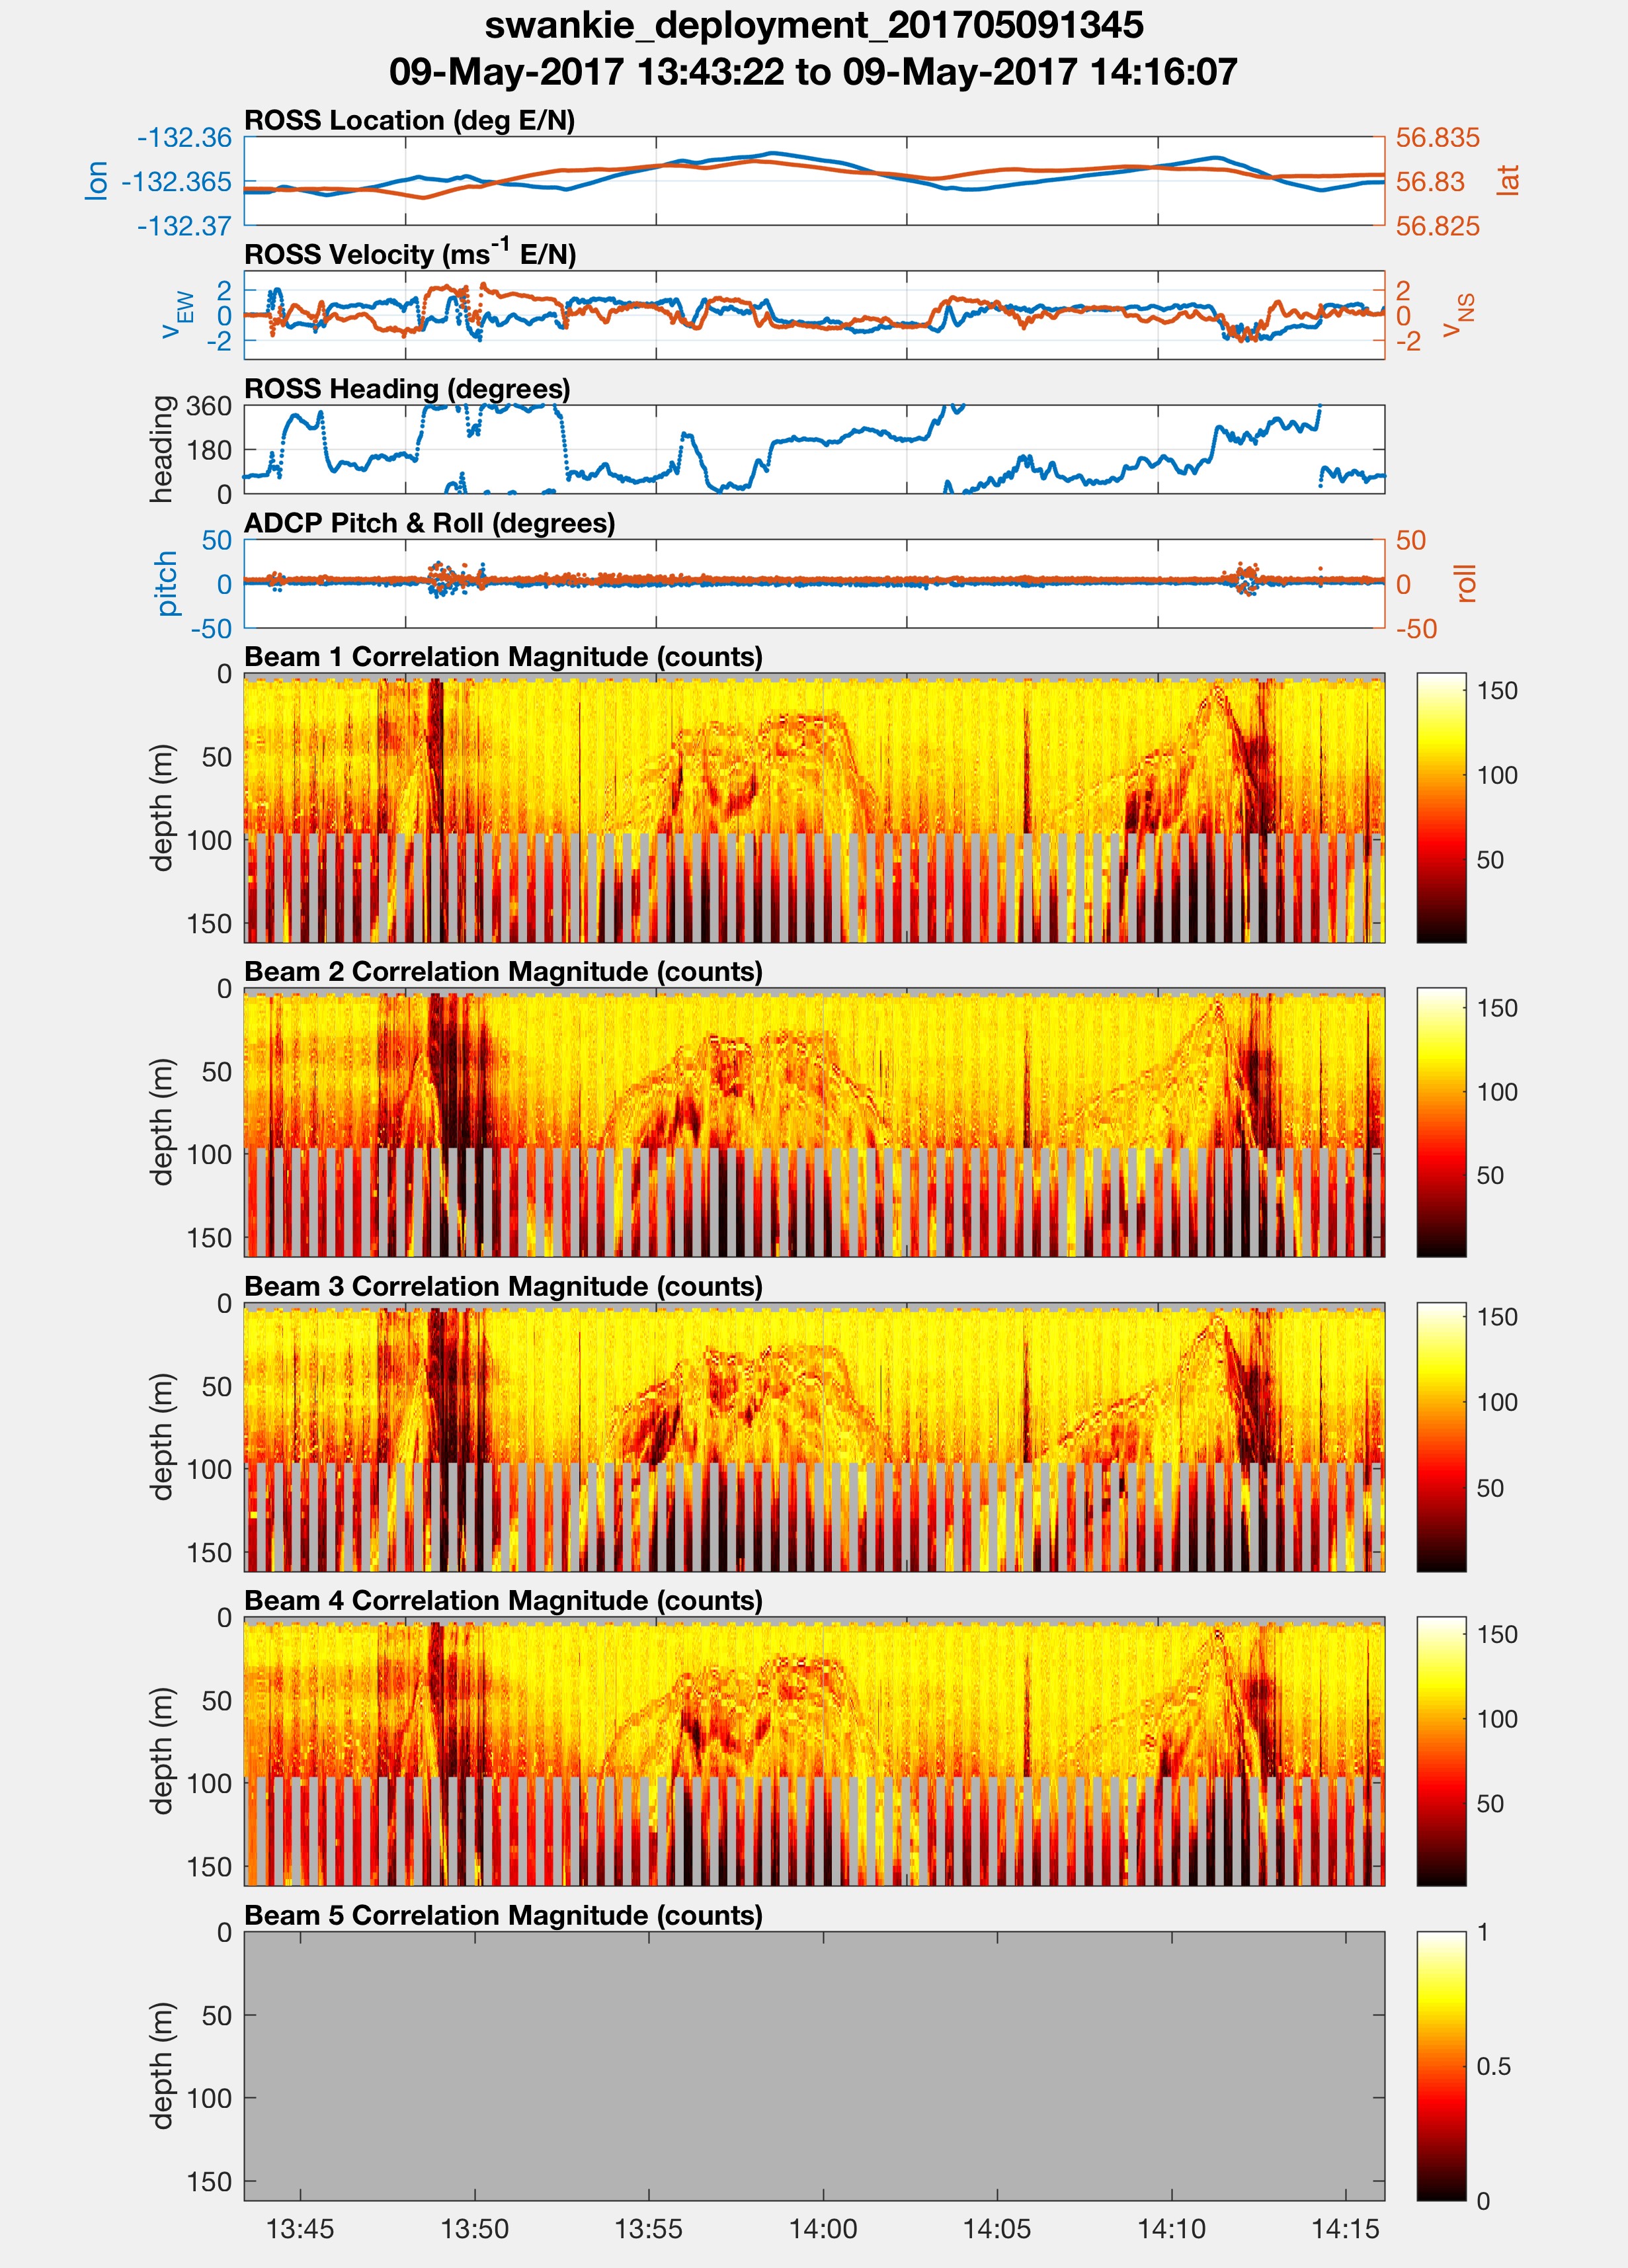 swankie_deployment_201705091345
09-May-2017 13:43:22 to 09-May-2017 14:16:07
ROSS Location (deg E/N)
-132.36
-132.365
-132.37
lon
56.835
56.83
56.825
lat
ROSS Velocity (ms-1 E/N)
2
0
-2
vEW
2
0
-2
vNS
ROSS Heading (degrees)
360
180
0
heading
ADCP Pitch & Roll (degrees)
50
0
-50
pitch
50
0
-50
roll
Beam 1 Correlation Magnitude (counts)
0
50
100
150
depth (m)
150
100
50
Beam 2 Correlation Magnitude (counts)
0
50
100
150
depth (m)
150
100
50
Beam 3 Correlation Magnitude (counts)
0
50
100
150
depth (m)
150
100
50
Beam 4 Correlation Magnitude (counts)
0
50
100
150
depth (m)
150
100
50
Beam 5 Correlation Magnitude (counts)
0
50
100
150
depth (m)
1
0.5
0
13:45 13:50 13:55 14:00 14:05 14:10 14:15